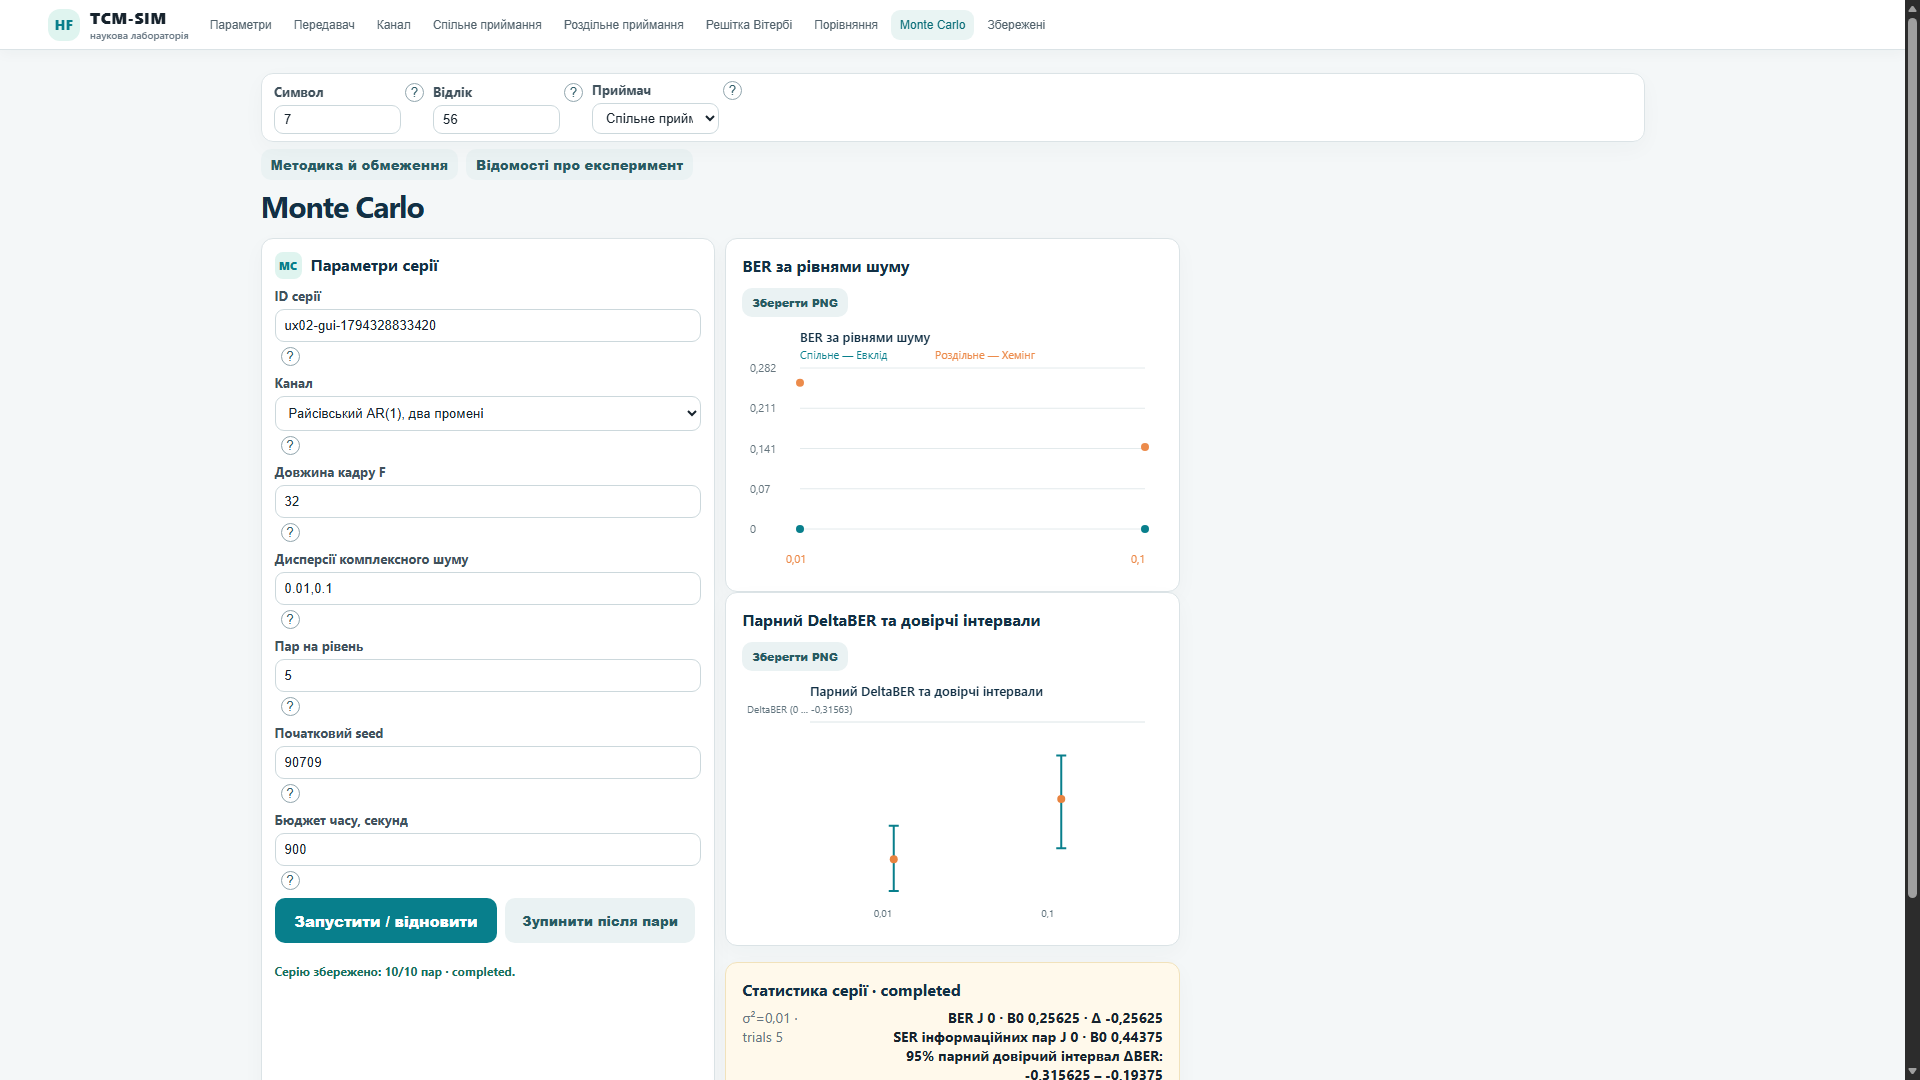 HF
TCM-SIM
наукова лабораторія
Параметри
Передавач
Канал
Спільне приймання
Роздільне приймання
Решітка Вітербі
Порівняння
Monte Carlo
Збережені
Символ
?
Відлік
?
Приймач
?
7
56
Методика й обмеження
Відомості про експеримент
Monte Carlo
MC
Параметри серії
ID серії
ux02-gui-1794328833420
?
Канал
Райсівський AR(1), два промені
?
Довжина кадру F
32
?
Дисперсії комплексного шуму
0.01,0.1
?
Пар на рівень
5
?
Початковий seed
90709
?
Бюджет часу, секунд
900
?
Запустити / відновити
Зупинити після пари
Серію збережено: 10/10 пар · completed.
BER за рівнями шуму
Зберегти PNG
BER за рівнями шуму
Спільне — Евклід
Роздільне — Хемінг
0,282
0,211
0,141
0,07
0
0,01
0,1
Парний DeltaBER та довірчі інтервали
Зберегти PNG
Парний DeltaBER та довірчі інтервали
DeltaBER (0 … -0,31563)
0,01
0,1
Статистика серії · completed
σ²=0,01 ·
trials 5
BER J 0 · B0 0,25625 · Δ -0,25625
SER інформаційних пар J 0 · B0 0,44375
95% парний довірчий інтервал ΔBER:
-0,315625 – -0,19375